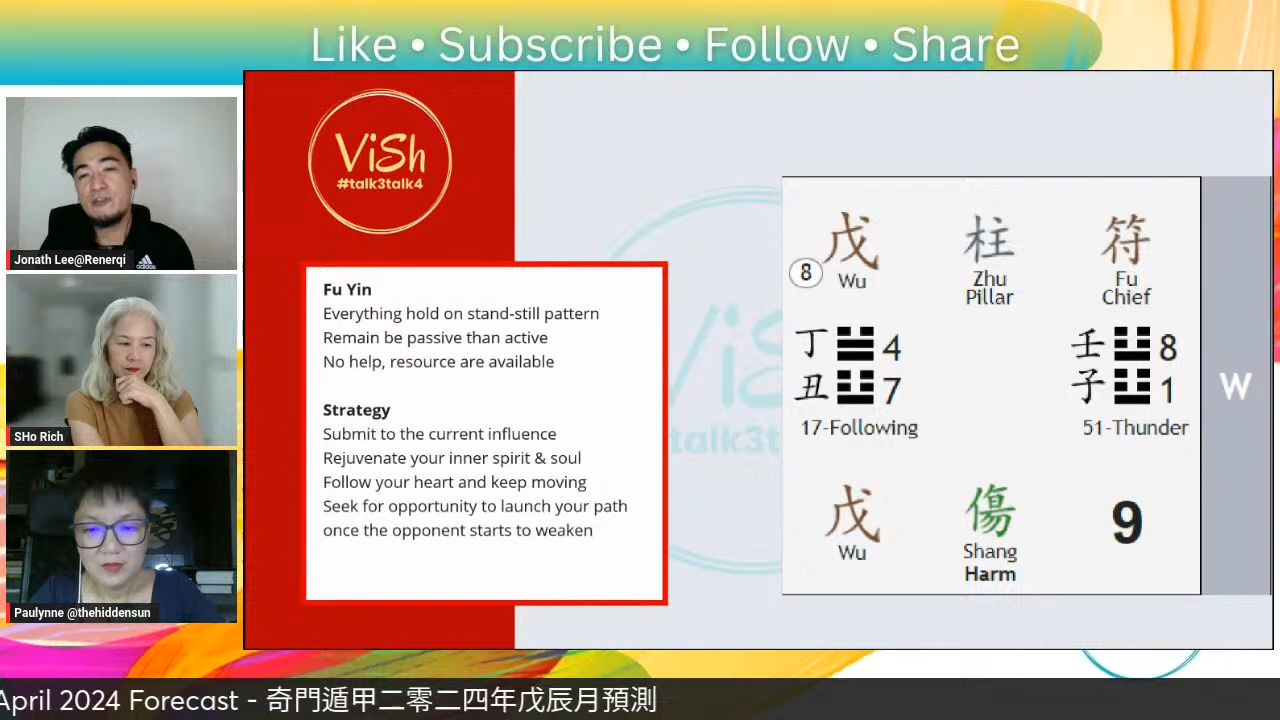 Like • Subscribe • Follow • Share
Jonath Lee@Renerqi
adidas
SHo Rich
Paulynne @thehiddensun
ViSh
#talk3talk4
Fu Yin
Everything hold on stand-still pattern
Remain be passive than active
No help, resource are available
Strategy
Submit to the current influence
Rejuvenate your inner spirit & soul
Follow your heart and keep moving
Seek for opportunity to launch your path
once the opponent starts to weaken
戊 柱 符
8 Wu Zhu Fu
Pillar Chief
丁 4 壬 8
丑 7 子 1
17-Following 51-Thunder
戊 傷 9
Wu Shang
Harm
W
April 2024 Forecast - 奇門遁甲二零二四年戊辰月預測